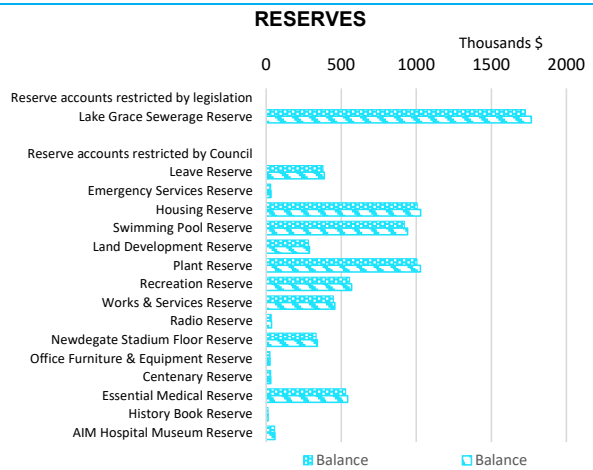 RESERVES
Thousands $
0 500 1000 1500 2000
Reserve accounts restricted by legislation
Lake Grace Sewerage Reserve
Reserve accounts restricted by Council
Leave Reserve
Emergency Services Reserve
Housing Reserve
Swimming Pool Reserve
Land Development Reserve
Plant Reserve
Recreation Reserve
Works & Services Reserve
Radio Reserve
Newdegate Stadium Floor Reserve
Office Furniture & Equipment Reserve
Centenary Reserve
Essential Medical Reserve
History Book Reserve
AIM Hospital Museum Reserve
Balance Balance